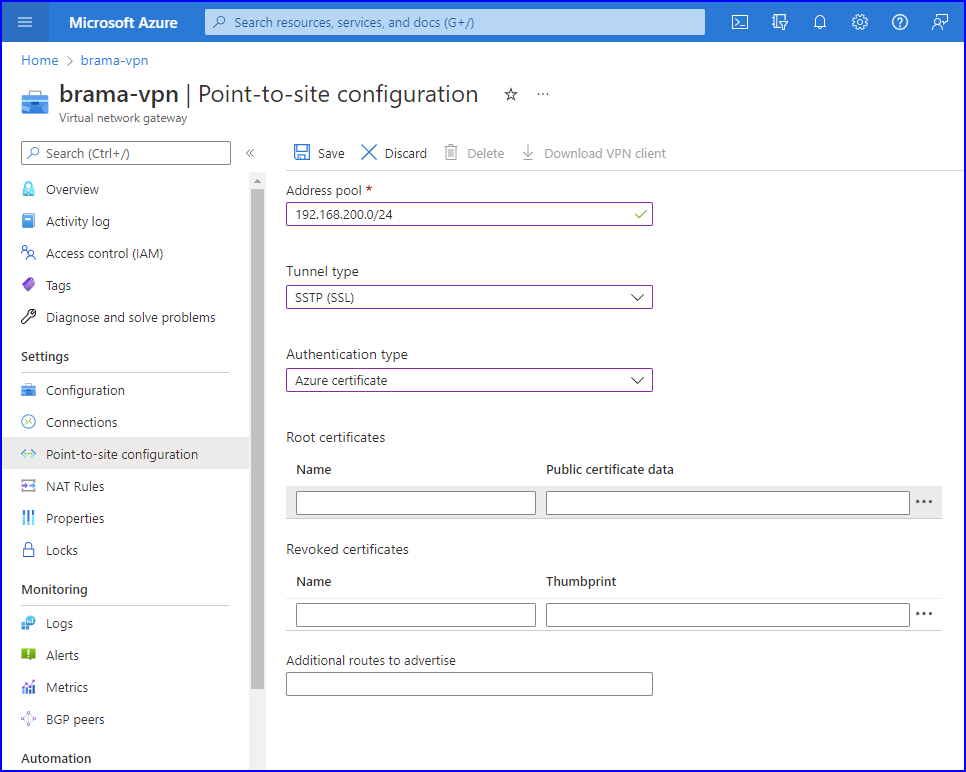 Microsoft Azure
Search resources, services, and docs (G+/)
Home > brama-vpn
brama-vpn | Point-to-site configuration
Virtual network gateway
Search (Ctrl+/)
Overview
Activity log
Access control (IAM)
Tags
Diagnose and solve problems
Settings
Configuration
Connections
Point-to-site configuration
NAT Rules
Properties
Locks
Monitoring
Logs
Alerts
Metrics
BGP peers
Automation
Save Discard Delete Download VPN client
Address pool *
192.168.200.0/24
Tunnel type
SSTP (SSL)
Authentication type
Azure certificate
Root certificates
Name Public certificate data
Revoked certificates
Name Thumbprint
Additional routes to advertise